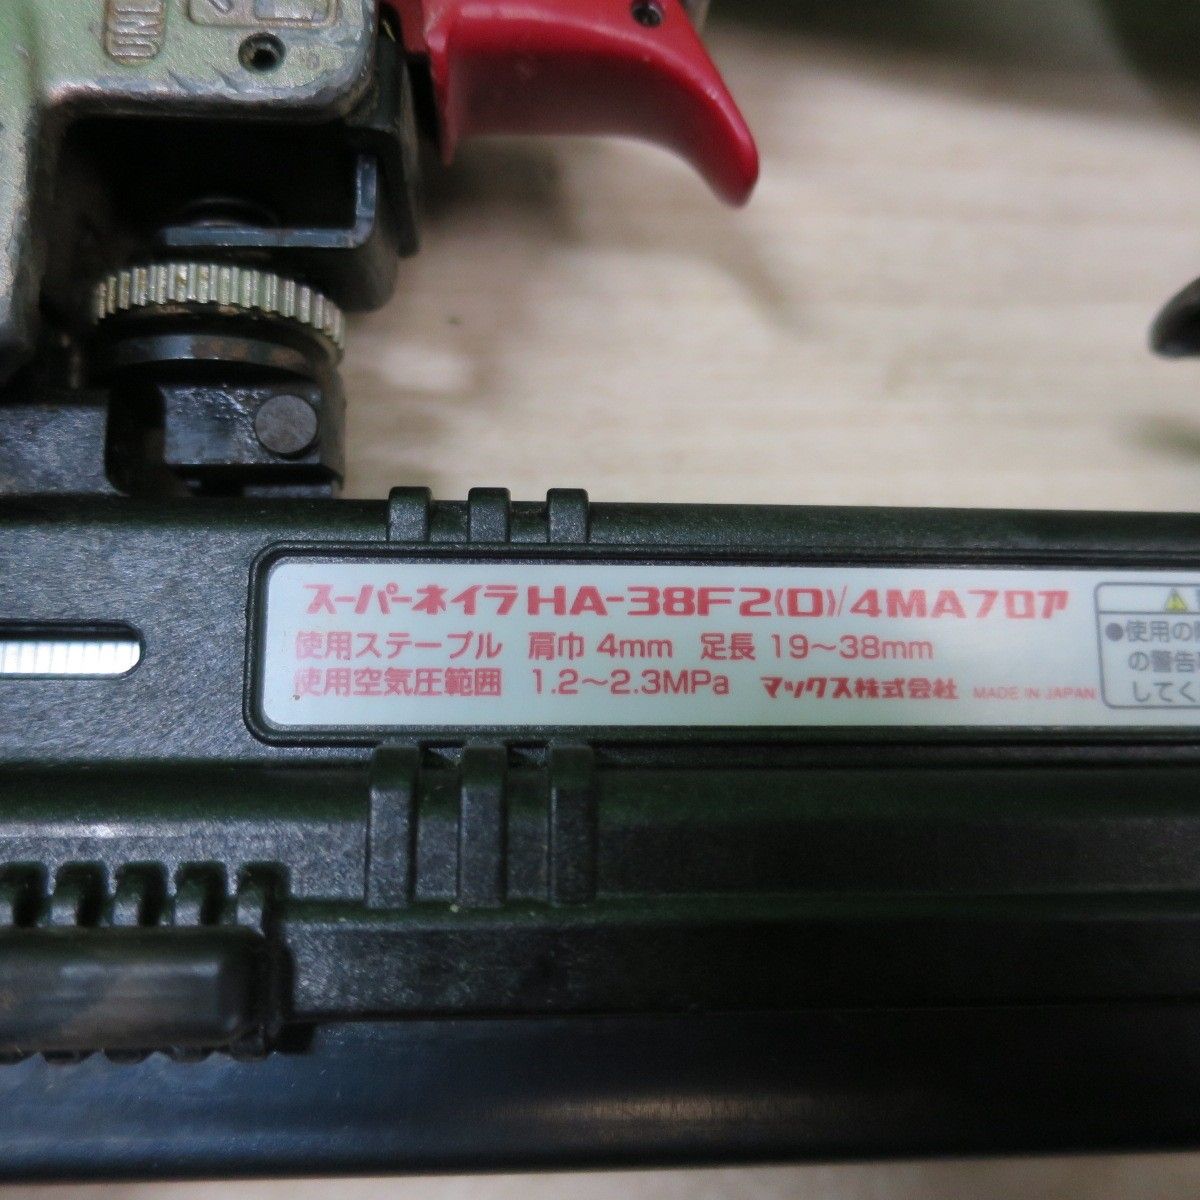 スーパーネイラHA-38F2(D)/4MAフロア
使用ステープル 肩巾 4mm 足長 19～38mm
使用空気圧範囲 1.2～2.3MPa マックス株式会社 MADE IN JAPAN
●使用の
の警告
してく